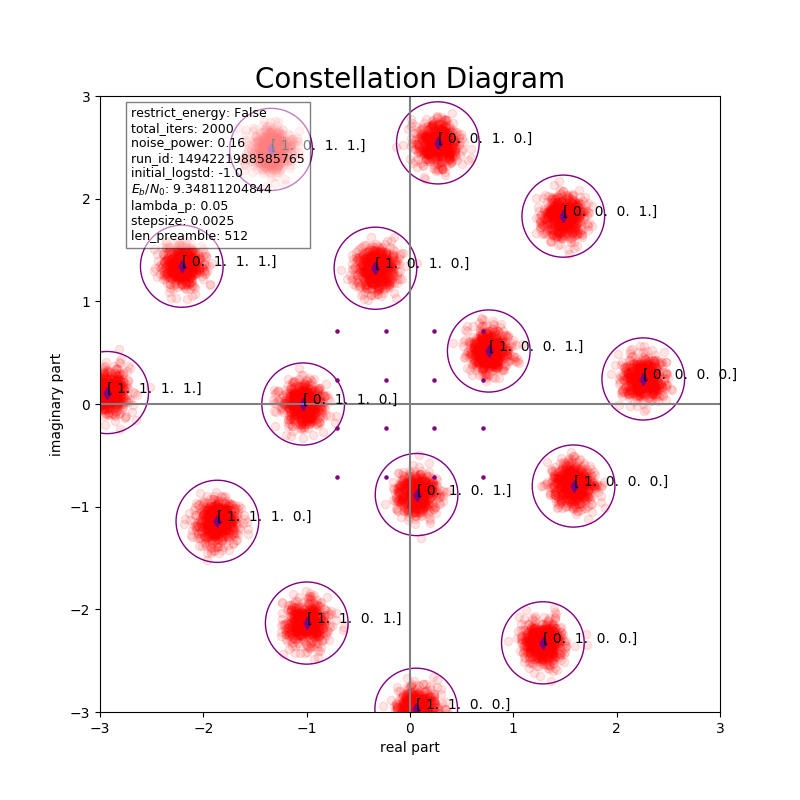 Constellation Diagram
restrict_energy: False
total_iters: 2000
noise_power: 0.16
run_id: 1494221988585765
initial_logstd: -1.0
E_b/N_0: 9.34811204844
lambda_p: 0.05
stepsize: 0.0025
len_preamble: 512
[ 1. 0. 1. 1.]
[ 0. 0. 1. 0.]
[ 0. 0. 0. 1.]
[ 0. 1. 1. 1.]
[ 1. 0. 1. 0.]
[ 1. 0. 0. 1.]
[ 0. 0. 0. 0.]
[ 1. 1. 1. 1.]
[ 0. 1. 1. 0.]
[ 1. 0. 0. 0.]
[ 0. 1. 0. 1.]
[ 1. 1. 1. 0.]
[ 1. 1. 0. 1.]
[ 0. 1. 0. 0.]
[ 1. 1. 0. 0.]
3
2
1
0
−1
−2
−3
imaginary part
−3 −2 −1 0 1 2 3
real part